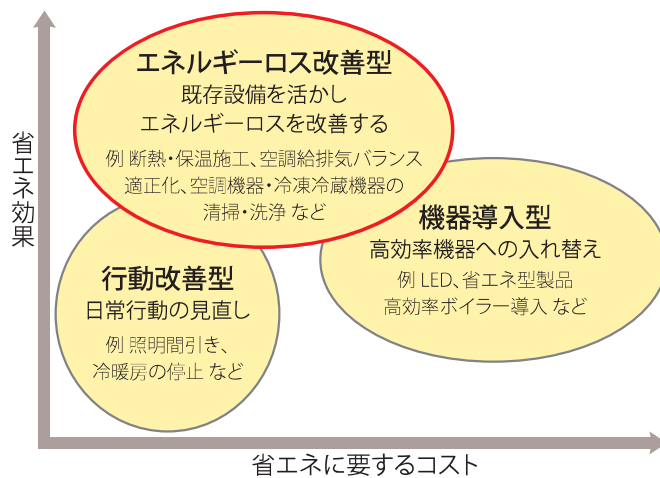 省エネ効果
エネルギーロス改善型
既存設備を活かし
エネルギーロスを改善する
例 断熱・保温施工、空調給排気バランス
適正化、空調機器・冷凍冷蔵機器の
清掃・洗浄 など
機器導入型
高効率機器への入れ替え
例 LED、省エネ型製品
高効率ボイラー導入 など
行動改善型
日常行動の見直し
例 照明間引き、
冷暖房の停止 など
省エネに要するコスト